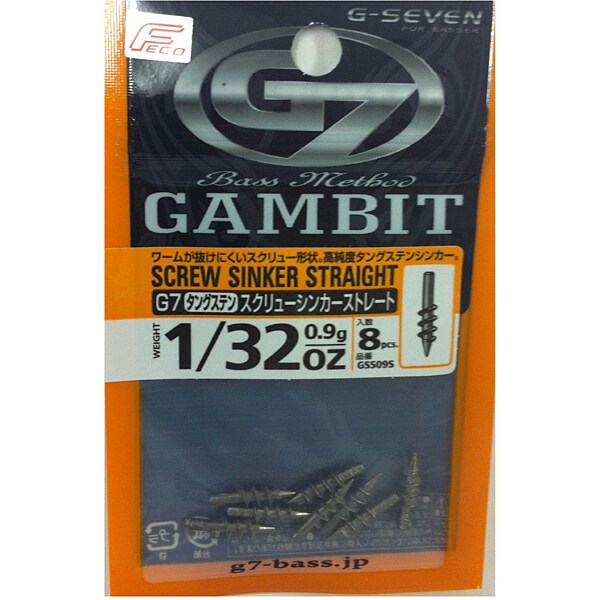 FECO
G-SEVEN
FOR BASSER
G7
Bass Method
GAMBIT
ワームが抜けにくいスクリュー形状。高純度タングステンシンカー。
SCREW SINKER STRAIGHT
G7 タングステン スクリューシンカーストレート
WEIGHT 1/32 OZ 0.9g
入数 8pcs.
品番 GSS09S
プラ
台紙
g7-bass.jp